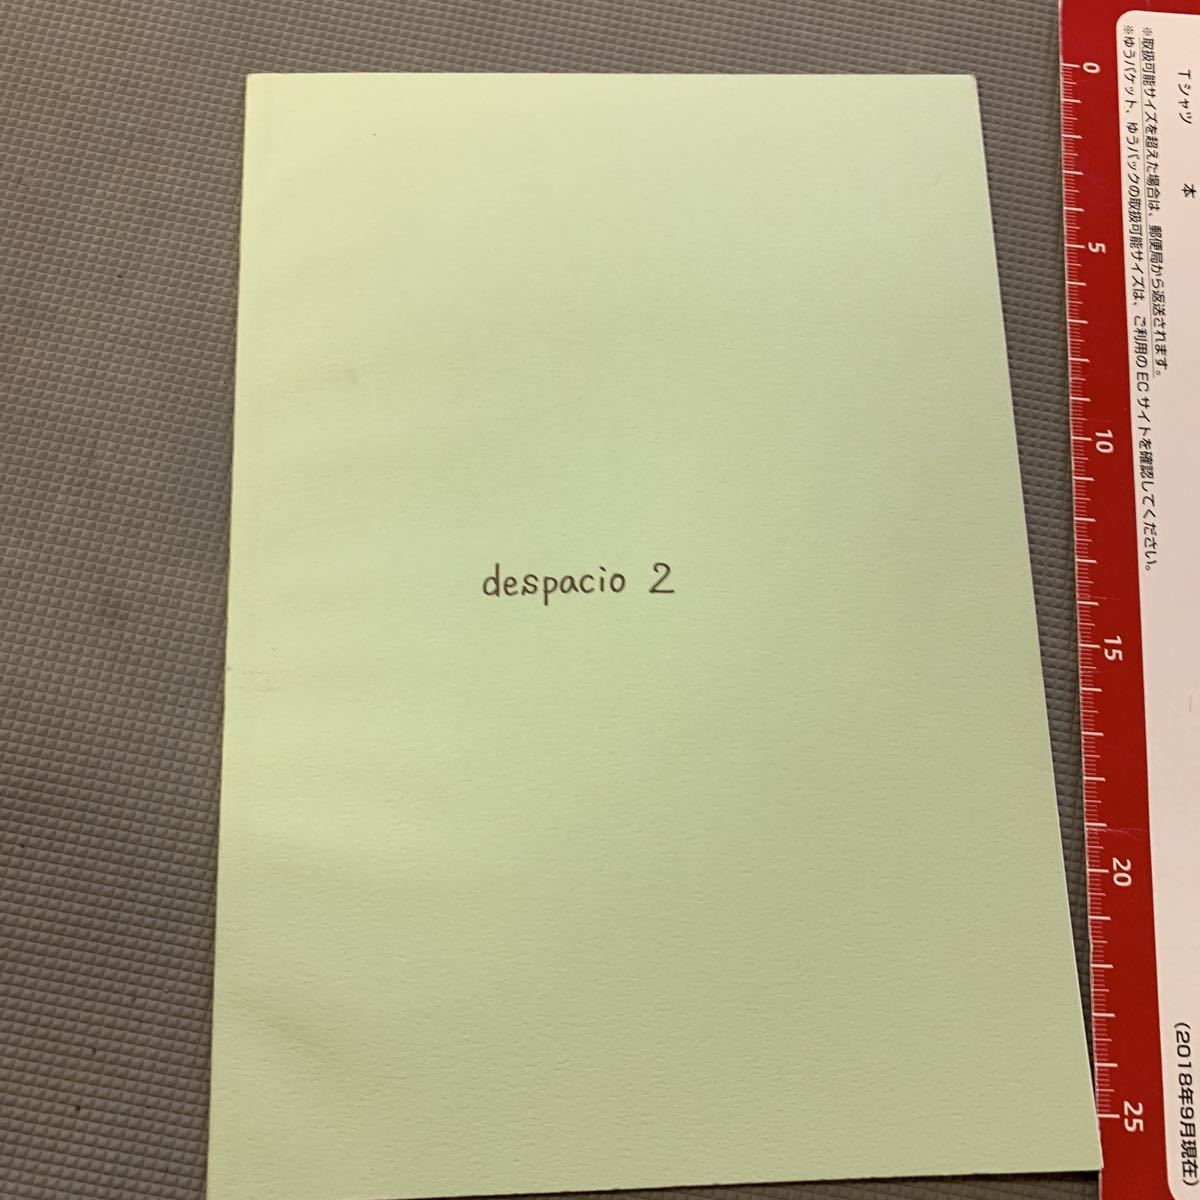 despacio 2
Tシャツ 本
※取扱可能サイズを超えた場合は、郵便局から返送されます。
※ゆうパケット、ゆうパックの取扱可能サイズは、ご利用のECサイトを確認してください。
(2018年9月現在)
0
5
10
15
20
25